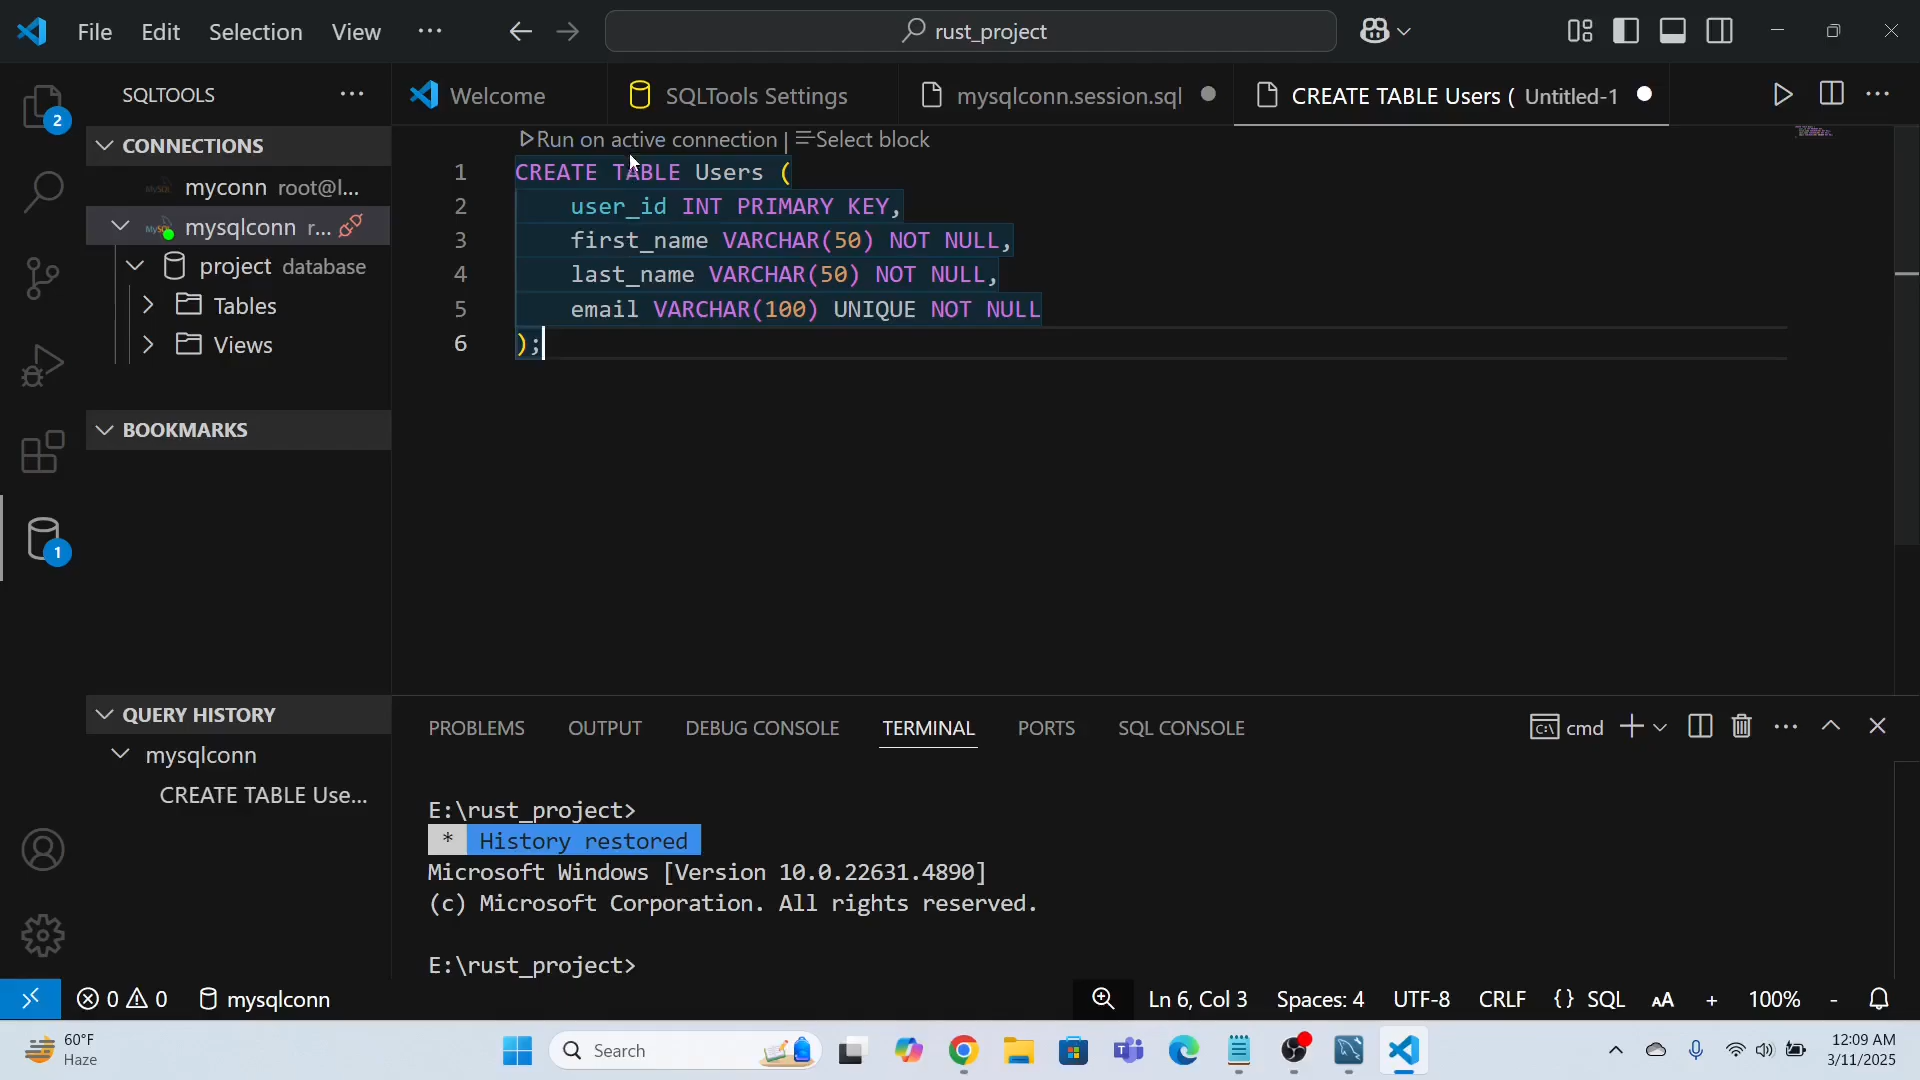 File Edit Selection View ··· rust_project
SQLTOOLS ···
Welcome SQLTools Settings mysqlconn.session.sql CREATE TABLE Users ( Untitled-1
CONNECTIONS
myconn root@l...
mysqlconn r...
project database
Tables
Views
BOOKMARKS
QUERY HISTORY
mysqlconn
CREATE TABLE Use...
2
1
Run on active connection | Select block
1 CREATE TABLE Users (
2 user_id INT PRIMARY KEY,
3 first_name VARCHAR(50) NOT NULL,
4 last_name VARCHAR(50) NOT NULL,
5 email VARCHAR(100) UNIQUE NOT NULL
6 );
PROBLEMS OUTPUT DEBUG CONSOLE TERMINAL PORTS SQL CONSOLE cmd
E:\rust_project>
* History restored
Microsoft Windows [Version 10.0.22631.4890]
(c) Microsoft Corporation. All rights reserved.
E:\rust_project>
0 0 mysqlconn Ln 6, Col 3 Spaces: 4 UTF-8 CRLF {} SQL AA + 100% -
60°F
Haze
Search
12:09 AM
3/11/2025